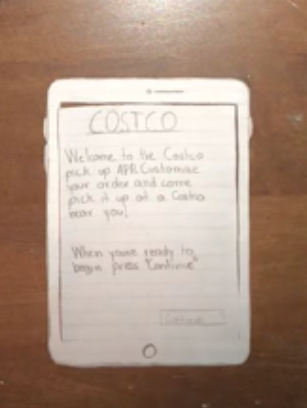 COSTCO
Welcome to the Costco
pick up APP. Customize
your order and come
pick it up at a Costco
near you!
When youre ready to
begin press "Continue"
Continue